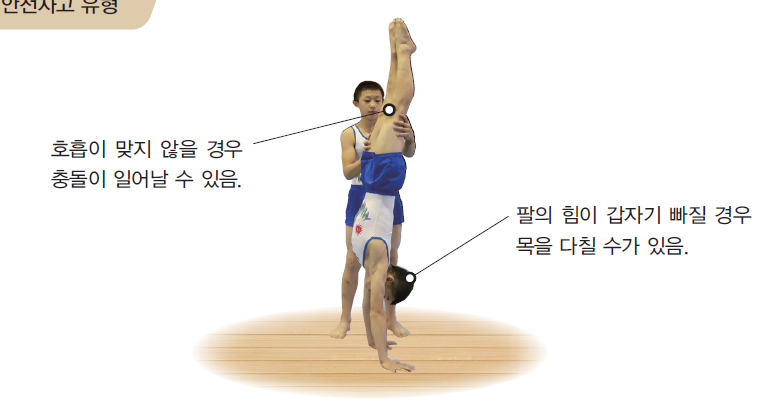 안전사고 유형
호흡이 맞지 않을 경우
충돌이 일어날 수 있음.
팔의 힘이 갑자기 빠질 경우
목을 다칠 수가 있음.